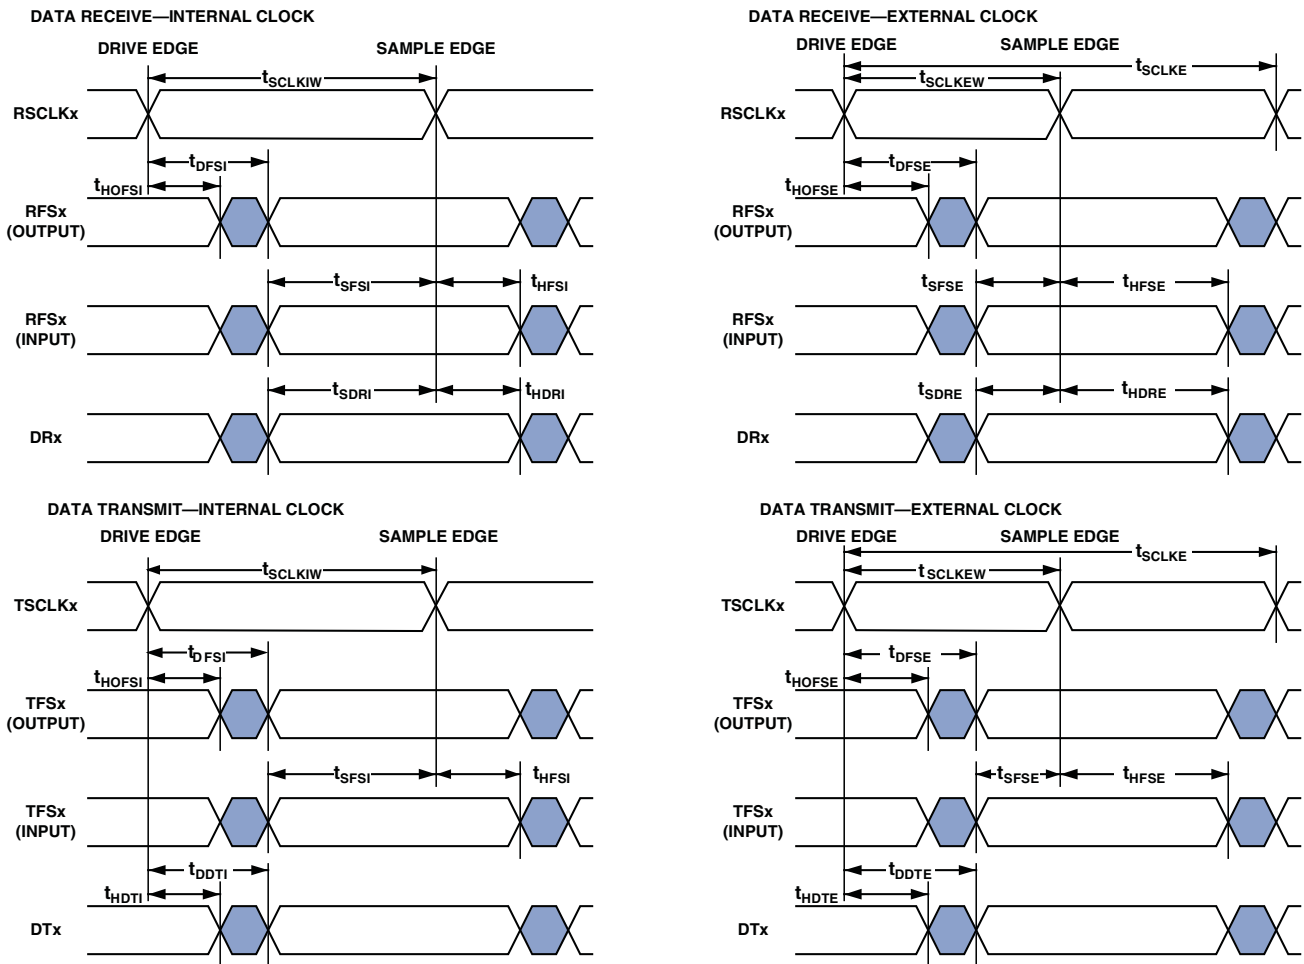 DATA RECEIVE—INTERNAL CLOCK
DRIVE EDGE
SAMPLE EDGE
tSCLKIW
RSCLKx
tDFSI
tHOFSI
RFSx
(OUTPUT)
tSFSI
tHFSI
RFSx
(INPUT)
tSDRI
tHDRI
DRx
DATA RECEIVE—EXTERNAL CLOCK
DRIVE EDGE
SAMPLE EDGE
tSCLKE
tSCLKEW
RSCLKx
tDFSE
tHOFSE
RFSx
(OUTPUT)
tSFSE
tHFSE
RFSx
(INPUT)
tSDRE
tHDRE
DRx
DATA TRANSMIT—INTERNAL CLOCK
DRIVE EDGE
SAMPLE EDGE
tSCLKIW
TSCLKx
tDFSI
tHOFSI
TFSx
(OUTPUT)
tSFSI
tHFSI
TFSx
(INPUT)
tDDTI
tHDTI
DTx
DATA TRANSMIT—EXTERNAL CLOCK
DRIVE EDGE
SAMPLE EDGE
tSCLKE
tSCLKEW
TSCLKx
tDFSE
tHOFSE
TFSx
(OUTPUT)
tSFSE
tHFSE
TFSx
(INPUT)
tDDTE
tHDTE
DTx